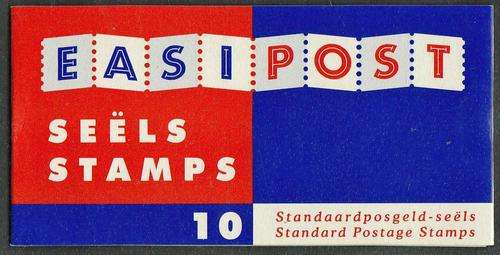 EASIPOST
SEËLS
STAMPS
10
Standaardposgeld-seëls
Standard Postage Stamps